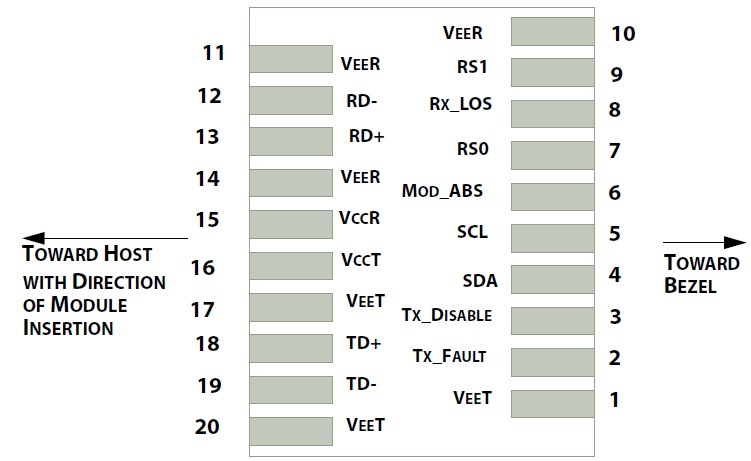 11 VEER
12 RD-
13 RD+
14 VEER
15 VCCR
16 VCCT
17 VEET
18 TD+
19 TD-
20 VEET
VEER 10
RS1 9
RX_LOS 8
RS0 7
MOD_ABS 6
SCL 5
SDA 4
TX_DISABLE 3
TX_FAULT 2
VEET 1
TOWARD HOST
WITH DIRECTION
OF MODULE
INSERTION
TOWARD
BEZEL